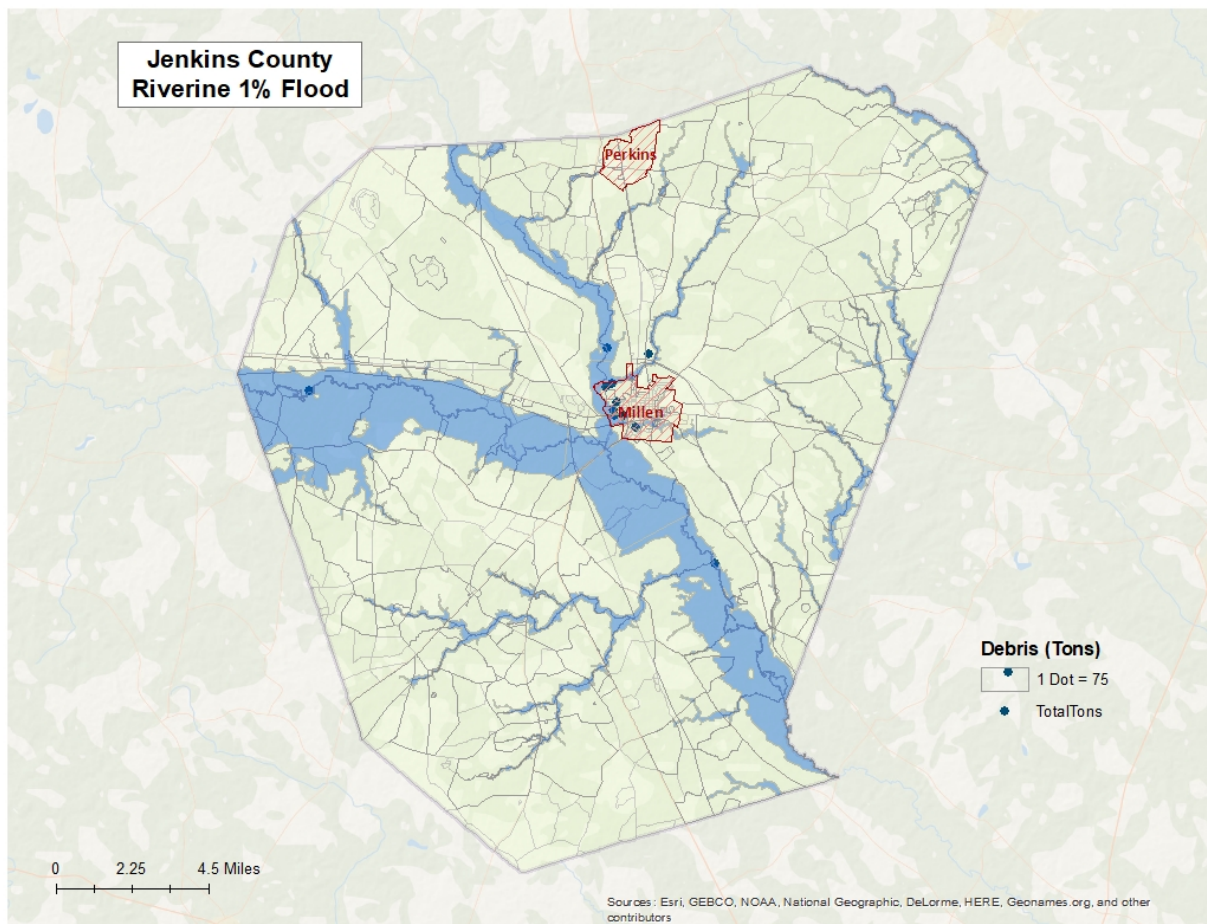 Jenkins County
Riverine 1% Flood
Perkins
Millen
Debris (Tons)
1 Dot = 75
TotalTons
0 2.25 4.5 Miles
Sources: Esri, GEBCO, NOAA, National Geographic, DeLorme, HERE, Geonames.org, and other
contributors